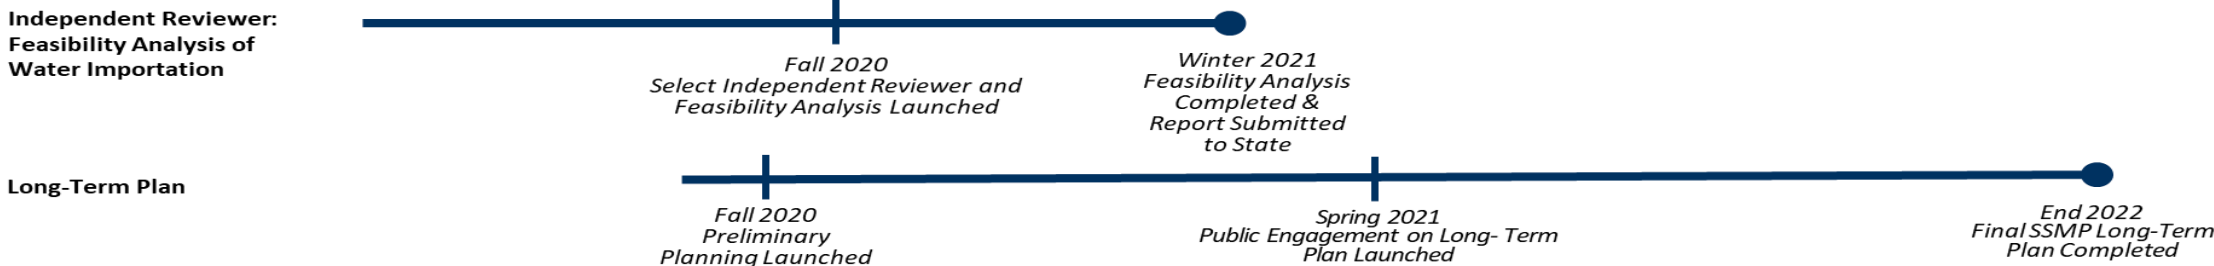 Independent Reviewer:
Feasibility Analysis of
Water Importation
Fall 2020
Select Independent Reviewer and
Feasibility Analysis Launched
Winter 2021
Feasibility Analysis
Completed &
Report Submitted
to State
Long-Term Plan
Fall 2020
Preliminary
Planning Launched
Spring 2021
Public Engagement on Long- Term
Plan Launched
End 2022
Final SSMP Long-Term
Plan Completed